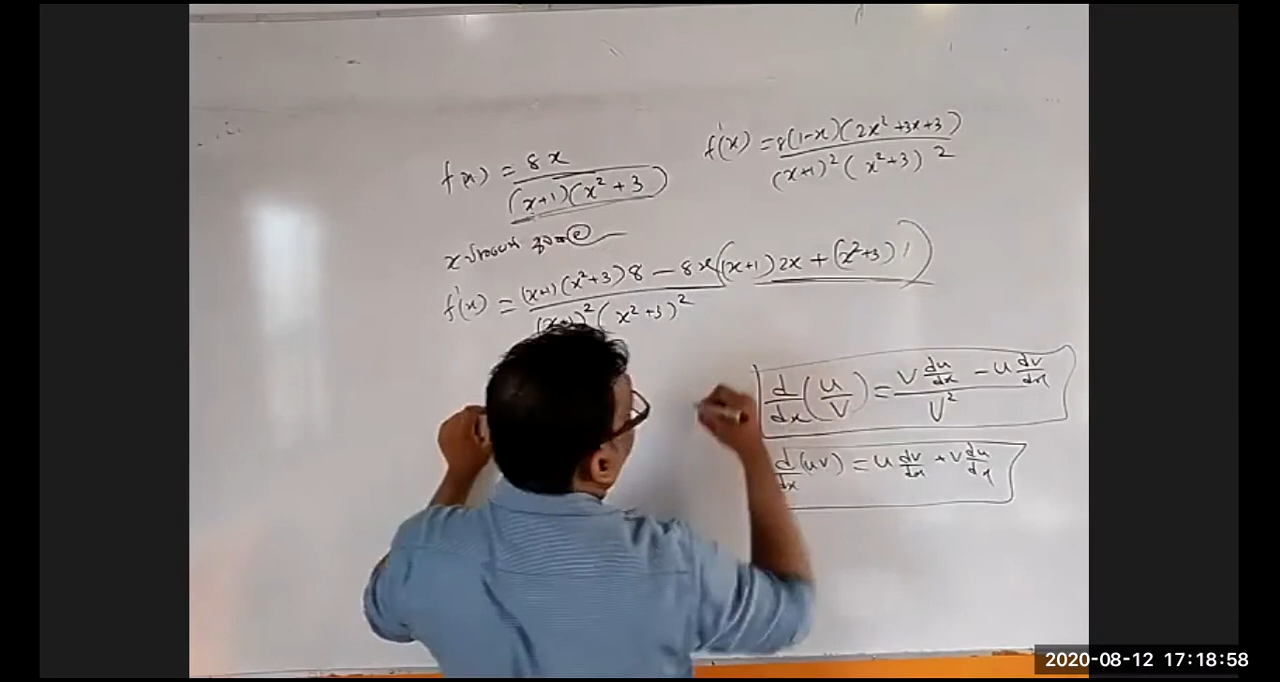 f(x) = 8x / (x+1)(x² + 3)
f'(x) = 8(1-x)(2x² +3x+3) / (x+1)² (x²+3)²
x
f'(x) = (x+1)(x²+3)8 - 8x((x+1)2x + (x²+3)1) / (x+1)² (x²+3)²
d/dx (u/v) = v du/dx - u dv/dx / v²
d/dx (uv) = u dv/dx + v du/dx
2020-08-12 17:18:58